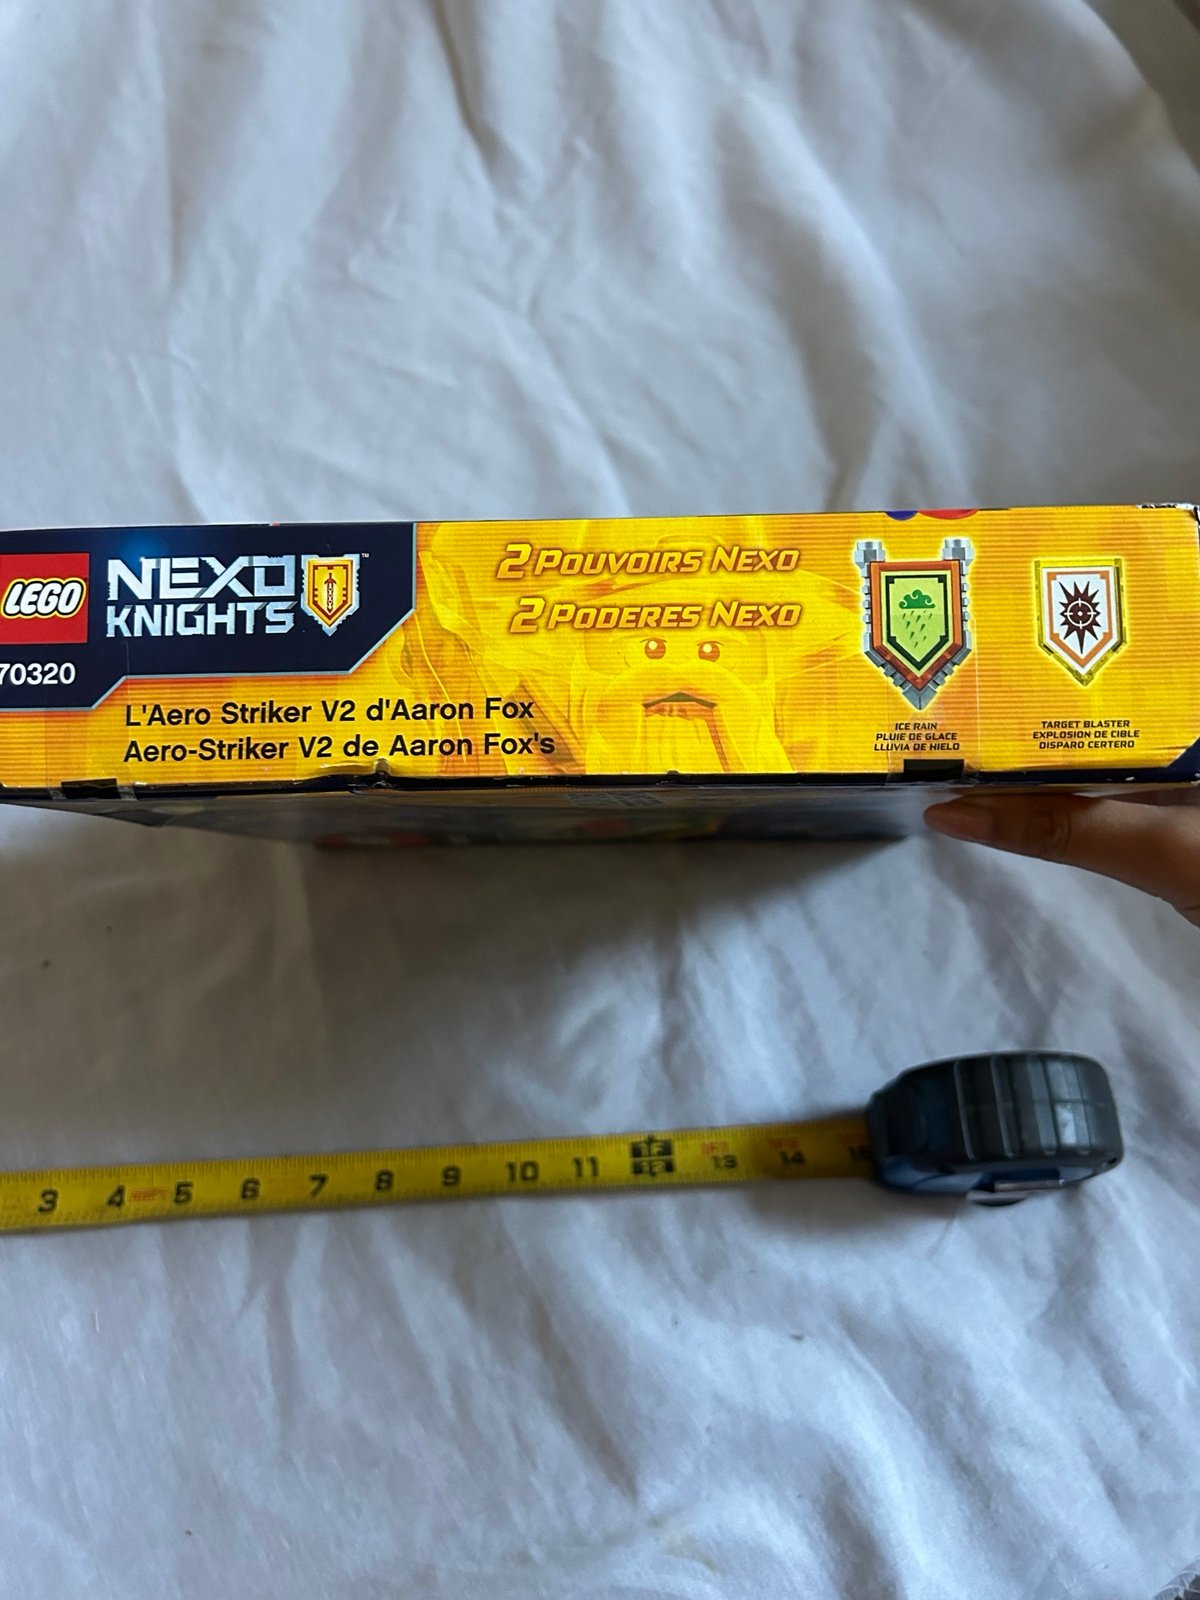 LEGO
NEXO
KNIGHTS
™
70320
L'Aero Striker V2 d'Aaron Fox
Aero-Striker V2 de Aaron Fox's
2 POUVOIRS NEXO
2 PODERES NEXO
ICE RAIN
PLUIE DE GLACE
LLUVIA DE HIELO
TARGET BLASTER
EXPLOSION DE CIBLE
DISPARO CERTERO
3 4 5 6 7 8 9 10 11 12 13 14